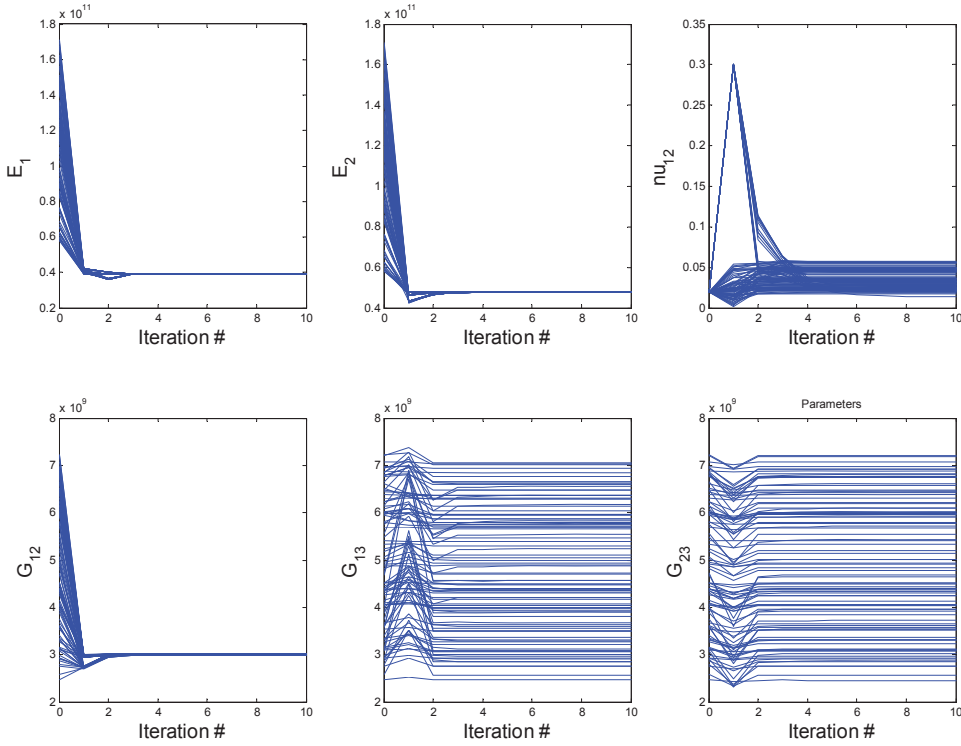 x 10^11
1.8
1.6
1.4
1.2
1
0.8
0.6
0.4
0.2
E_1
0 2 4 6 8 10
Iteration #
x 10^11
1.8
1.6
1.4
1.2
1
0.8
0.6
0.4
E_2
0 2 4 6 8 10
Iteration #
0.35
0.3
0.25
0.2
0.15
0.1
0.05
0
nu_12
0 2 4 6 8 10
Iteration #
x 10^9
8
7
6
5
4
3
2
G_12
0 2 4 6 8 10
Iteration #
x 10^9
8
7
6
5
4
3
2
G_13
0 2 4 6 8 10
Iteration #
Parameters
x 10^9
8
7
6
5
4
3
2
G_23
0 2 4 6 8 10
Iteration #